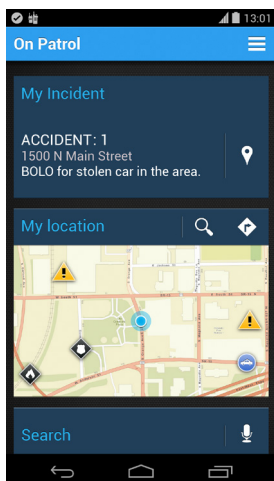 13:01
On Patrol
My Incident
ACCIDENT: 1
1500 N Main Street
BOLO for stolen car in the area.
My location
Search